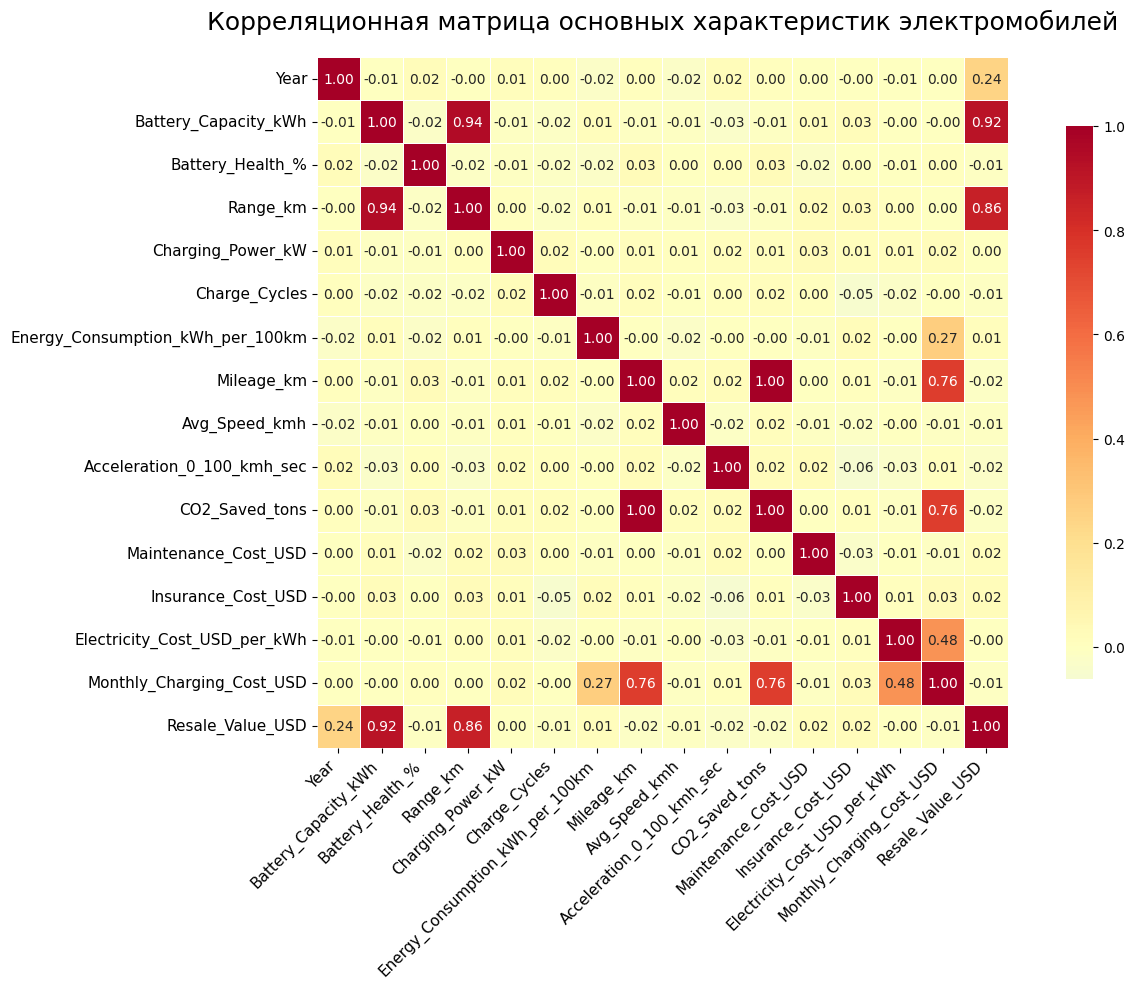 Корреляционная матрица основных характеристик электромобилей
Year 1.00 -0.01 0.02 -0.00 0.01 0.00 -0.02 0.00 -0.02 0.02 0.00 0.00 -0.00 -0.01 0.00 0.24
Battery_Capacity_kWh -0.01 1.00 -0.02 0.94 -0.01 -0.02 0.01 -0.01 -0.01 -0.03 -0.01 0.01 0.03 -0.00 -0.00 0.92
Battery_Health_% 0.02 -0.02 1.00 -0.02 -0.01 -0.02 -0.02 0.03 0.00 0.00 0.03 -0.02 0.00 -0.01 0.00 -0.01
Range_km -0.00 0.94 -0.02 1.00 0.00 -0.02 0.01 -0.01 -0.01 -0.03 -0.01 0.02 0.03 0.00 0.00 0.86
Charging_Power_kW 0.01 -0.01 -0.01 0.00 1.00 0.02 -0.00 0.01 0.01 0.02 0.01 0.03 0.01 0.01 0.02 0.00
Charge_Cycles 0.00 -0.02 -0.02 -0.02 0.02 1.00 -0.01 0.02 -0.01 0.00 0.02 0.00 -0.05 -0.02 -0.00 -0.01
Energy_Consumption_kWh_per_100km -0.02 0.01 -0.02 0.01 -0.00 -0.01 1.00 -0.00 -0.02 -0.00 -0.00 -0.01 0.02 -0.00 0.27 0.01
Mileage_km 0.00 -0.01 0.03 -0.01 0.01 0.02 -0.00 1.00 0.02 0.02 1.00 0.00 0.01 -0.01 0.76 -0.02
Avg_Speed_kmh -0.02 -0.01 0.00 -0.01 0.01 -0.01 -0.02 0.02 1.00 -0.02 0.02 -0.01 -0.02 -0.00 -0.01 -0.01
Acceleration_0_100_kmh_sec 0.02 -0.03 0.00 -0.03 0.02 0.00 -0.00 0.02 -0.02 1.00 0.02 0.02 -0.06 -0.03 0.01 -0.02
CO2_Saved_tons 0.00 -0.01 0.03 -0.01 0.01 0.02 -0.00 1.00 0.02 0.02 1.00 0.00 0.01 -0.01 0.76 -0.02
Maintenance_Cost_USD 0.00 0.01 -0.02 0.02 0.03 0.00 -0.01 0.00 -0.01 0.02 0.00 1.00 -0.03 -0.01 -0.01 0.02
Insurance_Cost_USD -0.00 0.03 0.00 0.03 0.01 -0.05 0.02 0.01 -0.02 -0.06 0.01 -0.03 1.00 0.01 0.03 0.02
Electricity_Cost_USD_per_kWh -0.01 -0.00 -0.01 0.00 0.01 -0.02 -0.00 -0.01 -0.00 -0.03 -0.01 -0.01 0.01 1.00 0.48 -0.00
Monthly_Charging_Cost_USD 0.00 -0.00 0.00 0.00 0.02 -0.00 0.27 0.76 -0.01 0.01 0.76 -0.01 0.03 0.48 1.00 -0.01
Resale_Value_USD 0.24 0.92 -0.01 0.86 0.00 -0.01 0.01 -0.02 -0.01 -0.02 -0.02 0.02 0.02 -0.00 -0.01 1.00
Year
Battery_Capacity_kWh
Battery_Health_%
Range_km
Charging_Power_kW
Charge_Cycles
Energy_Consumption_kWh_per_100km
Mileage_km
Avg_Speed_kmh
Acceleration_0_100_kmh_sec
CO2_Saved_tons
Maintenance_Cost_USD
Insurance_Cost_USD
Electricity_Cost_USD_per_kWh
Monthly_Charging_Cost_USD
Resale_Value_USD
1.0
0.8
0.6
0.4
0.2
0.0